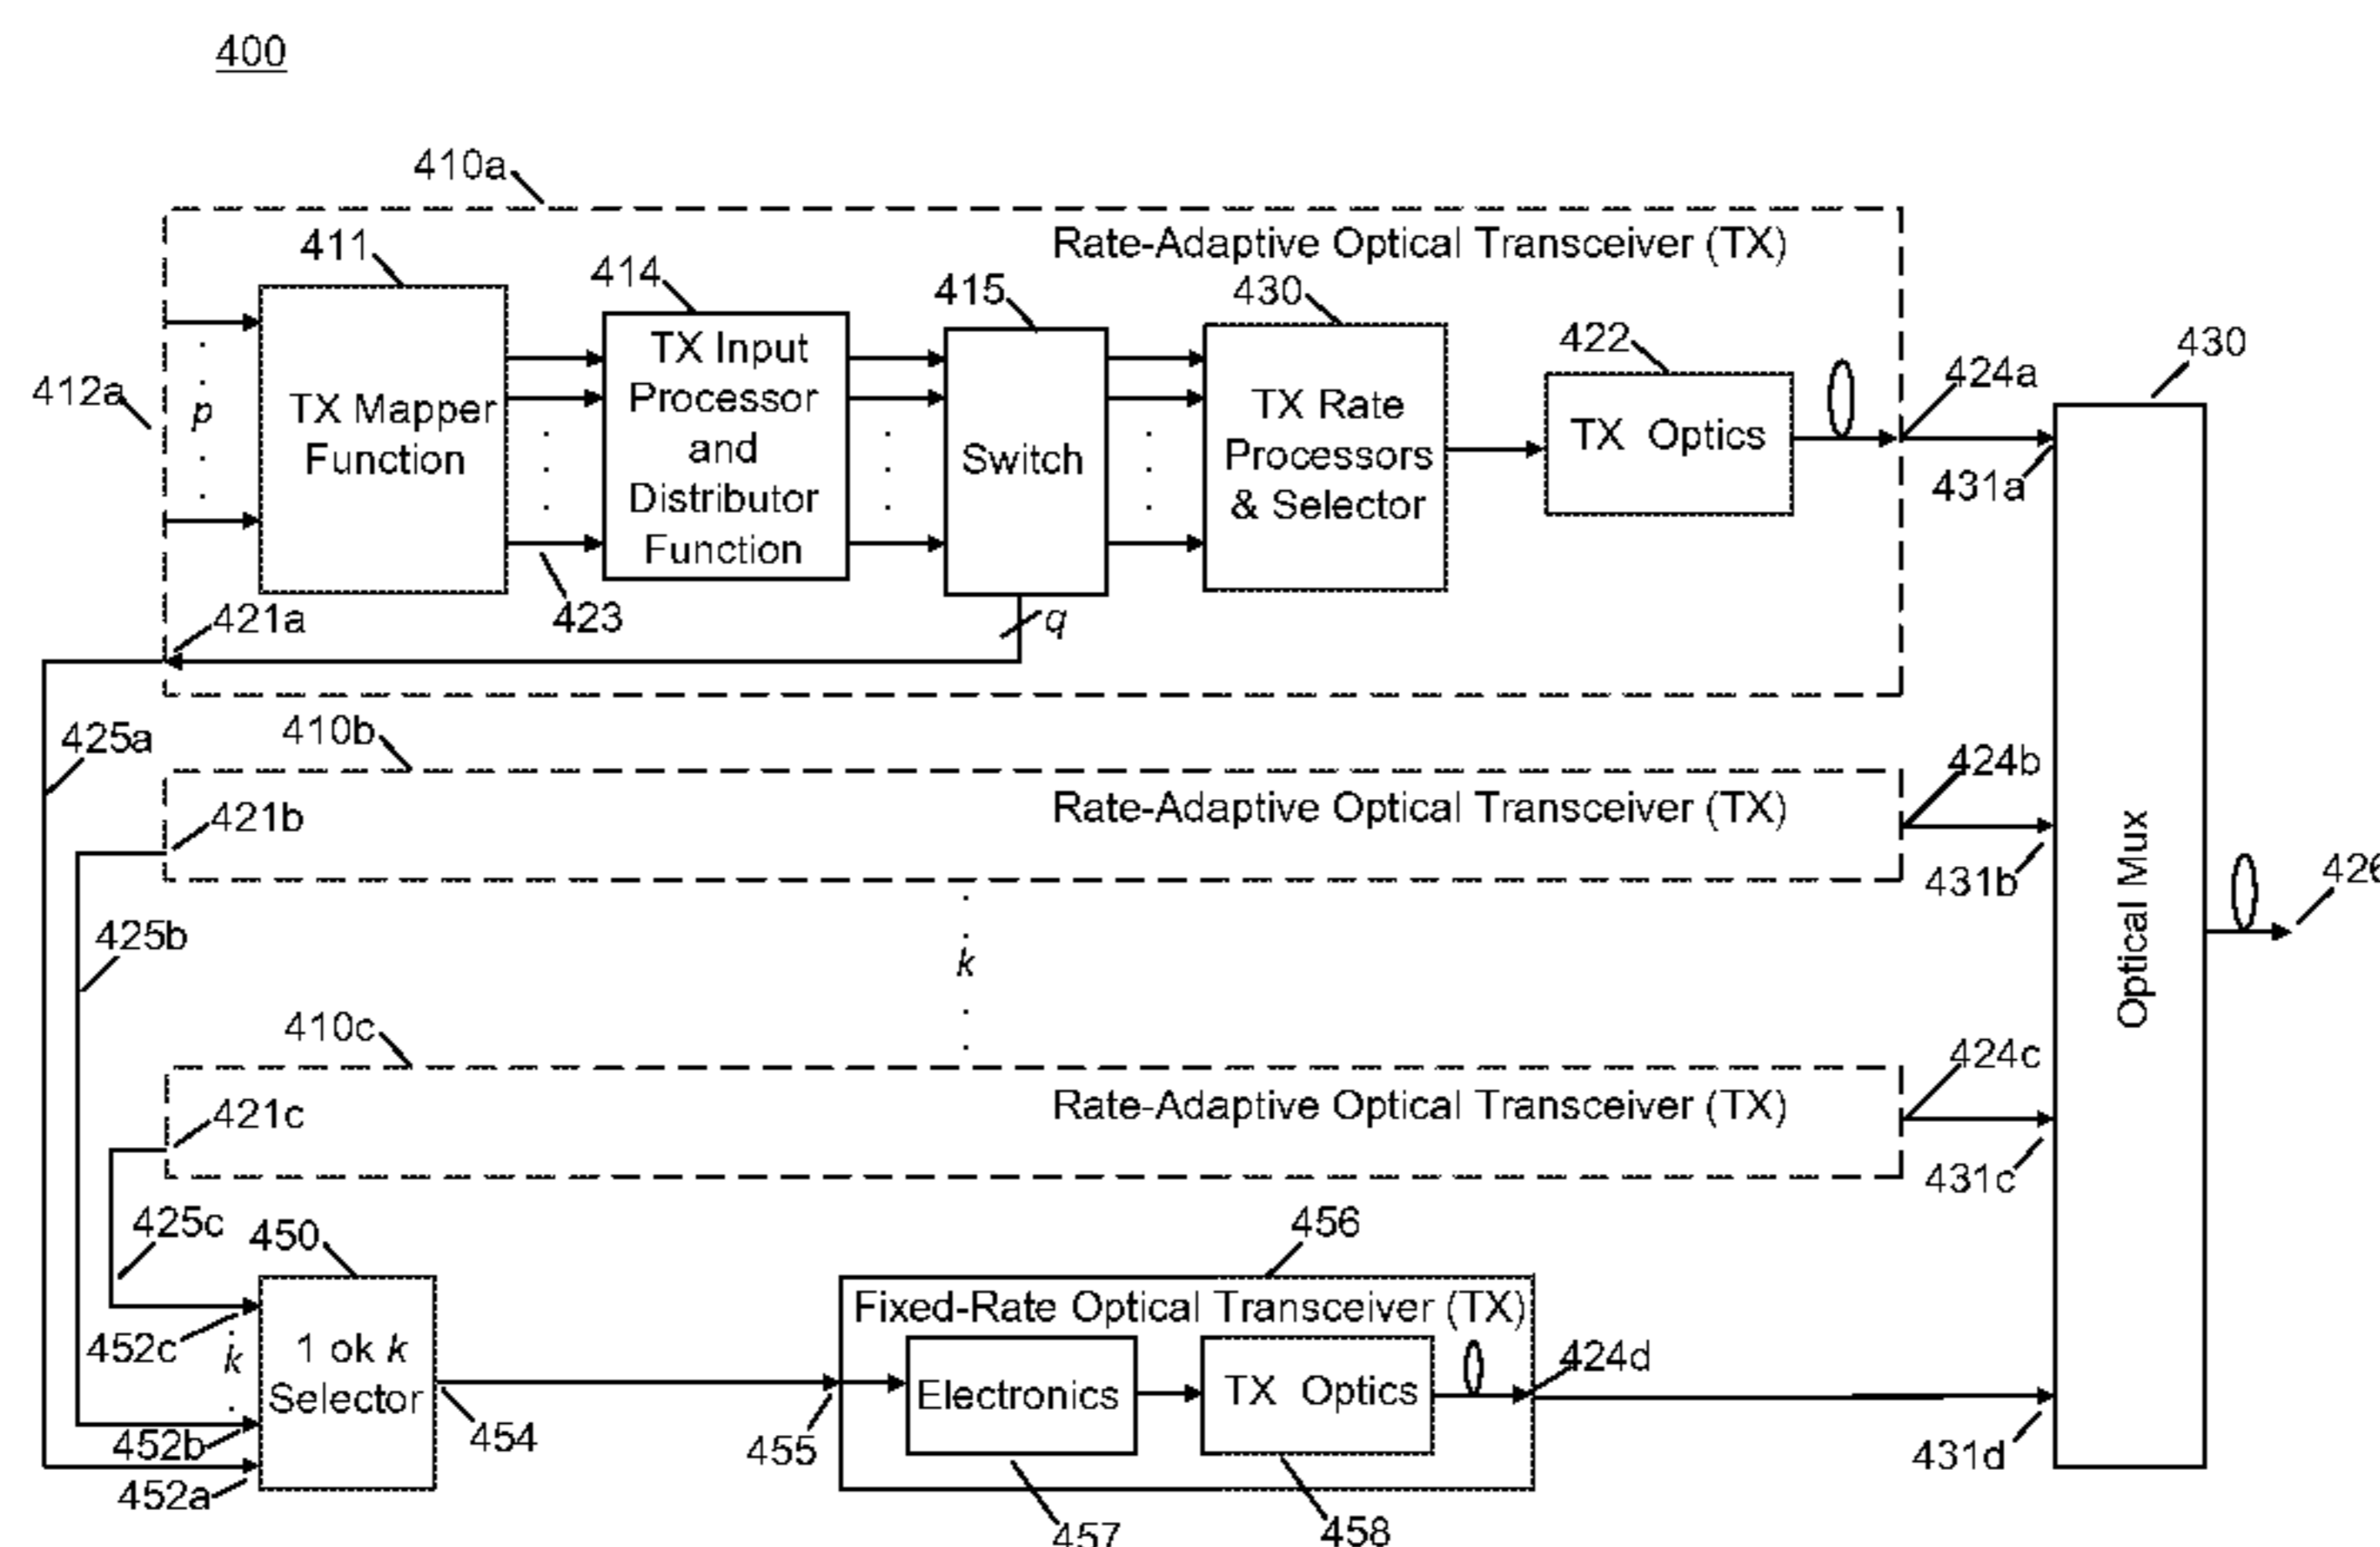 400
410a
Rate-Adaptive Optical Transceiver (TX)
411
414
415
430
422
424a
430
412a
p
TX Mapper
Function
TX Input
Processor
and
Distributor
Function
Switch
TX Rate
Processors
& Selector
TX Optics
431a
421a
423
q
425a
410b
Rate-Adaptive Optical Transceiver (TX)
424b
421b
431b
Optical Mux
426
425b
k
410c
Rate-Adaptive Optical Transceiver (TX)
424c
421c
431c
425c
450
456
Fixed-Rate Optical Transceiver (TX)
452c
k
1 ok k
Selector
Electronics
TX Optics
424d
452b
454
455
431d
452a
457
458